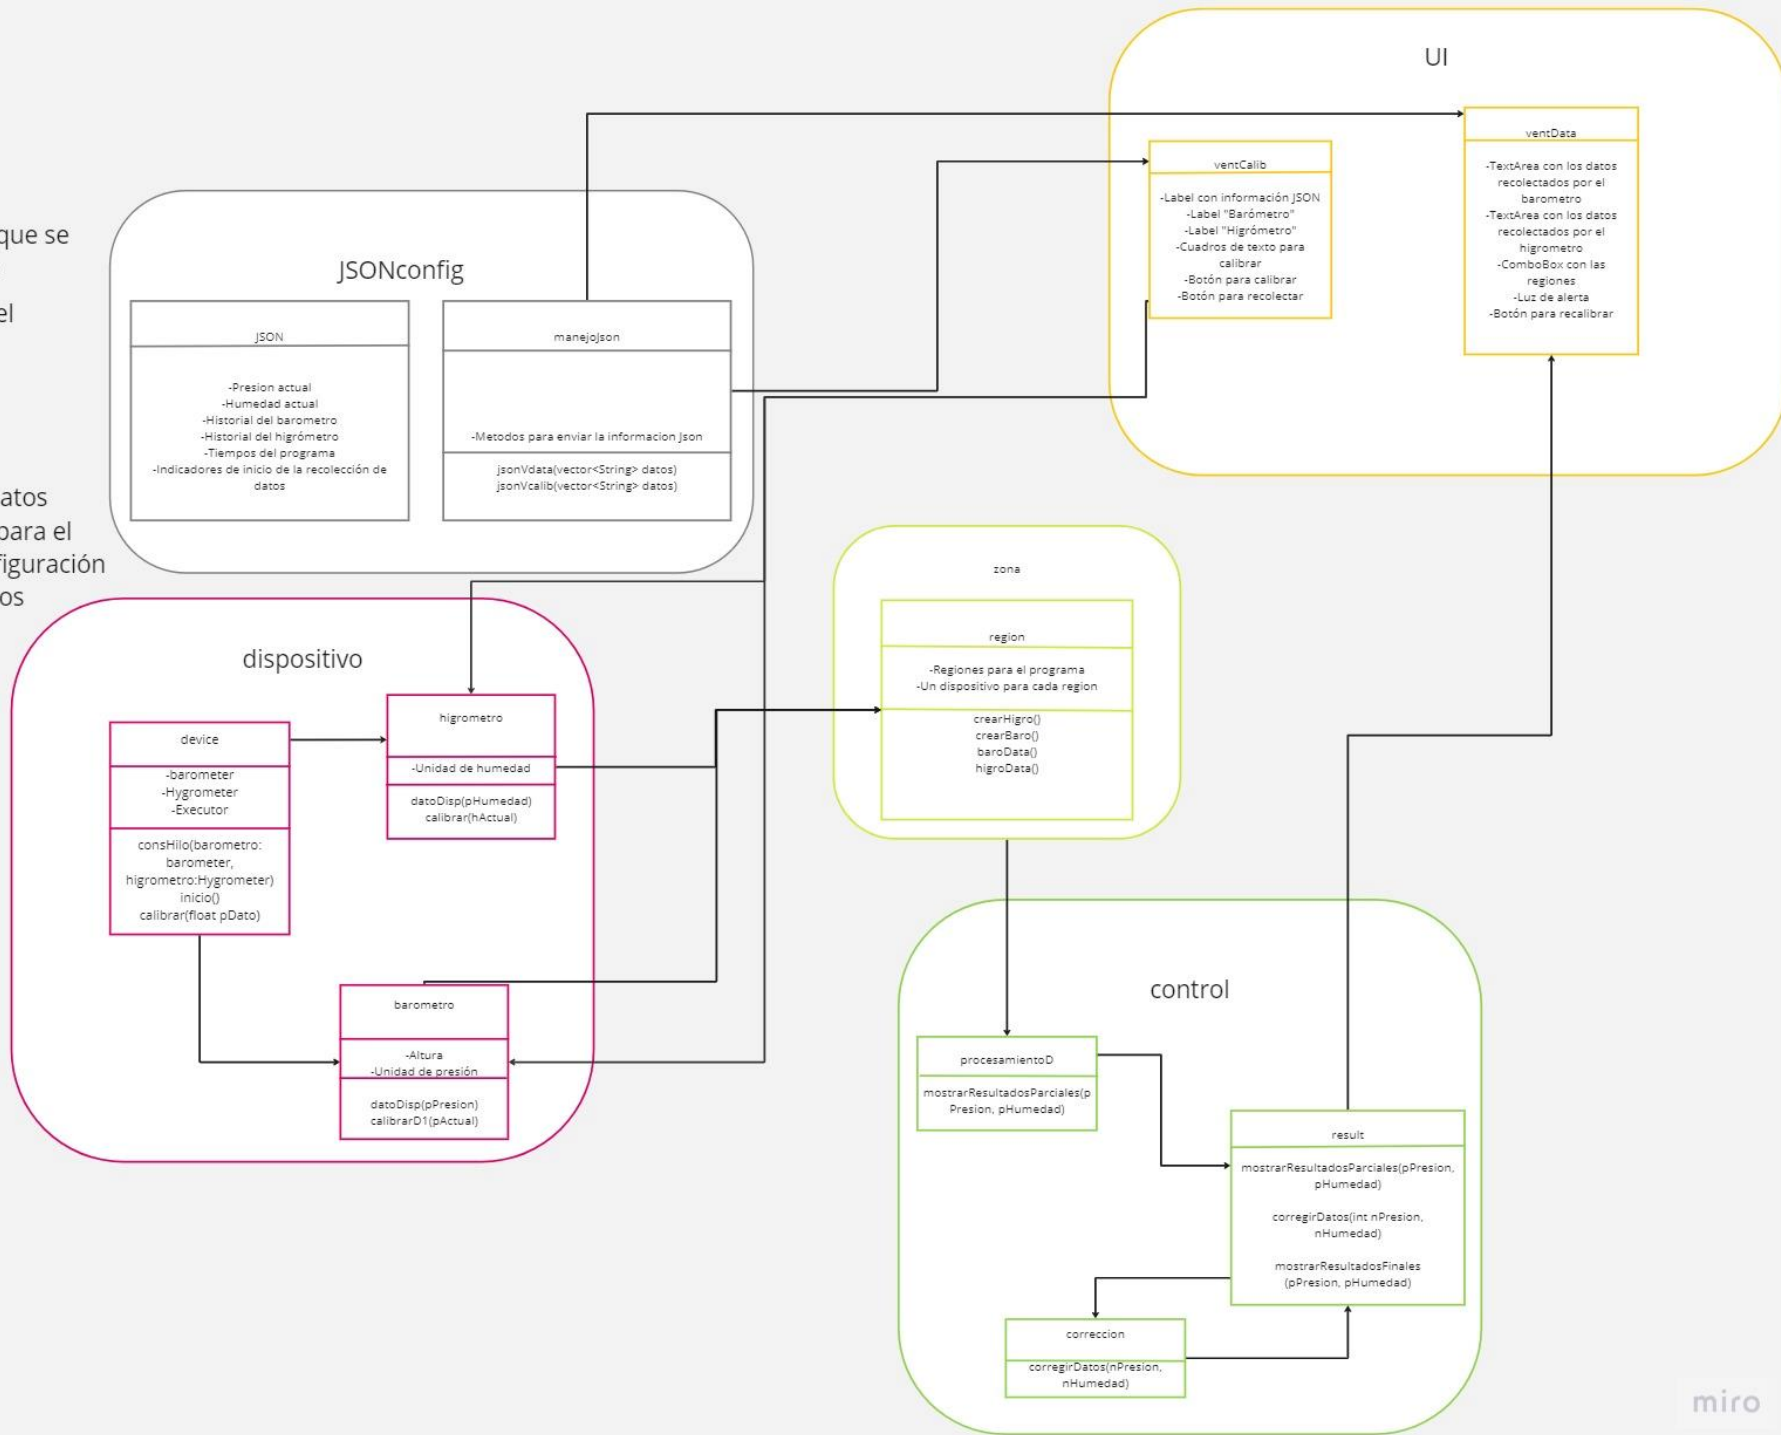 que se
el
atos
para el
figuración
os
JSONconfig
JSON
-Presion actual
-Humedad actual
-Historial del barometro
-Historial del higrómetro
-Tiempos del programa
-Indicadores de inicio de la recolección de
datos
manejoJson
-Metodos para enviar la informacion Json
jsonVdata(vector<String> datos)
jsonVcalib(vector<String> datos)
UI
ventCalib
-Label con información JSON
-Label "Barómetro"
-Label "Higrómetro"
-Cuadros de texto para
calibrar
-Botón para calibrar
-Botón para recolectar
ventData
-TextArea con los datos
recolectados por el
barometro
-TextArea con los datos
recolectados por el
higrometro
-ComboBox con las
regiones
-Luz de alerta
-Botón para recalibrar
dispositivo
device
-barometer
-Hygrometer
-Executor
consHilo(barometro:
barometer,
higrometro:Hygrometer)
inicio()
calibrar(float pDato)
higrometro
-Unidad de humedad
datoDisp(pHumedad)
calibrar(hActual)
barometro
-Altura
-Unidad de presión
datoDisp(pPresion)
calibrarD1(pActual)
zona
region
-Regiones para el programa
-Un dispositivo para cada region
crearHigro()
crearBaro()
baroData()
higroData()
control
procesamientoD
mostrarResultadosParciales(p
Presion, pHumedad)
result
mostrarResultadosParciales(pPresion,
pHumedad)
corregirDatos(int nPresion,
nHumedad)
mostrarResultadosFinales
(pPresion, pHumedad)
correccion
corregirDatos(nPresion,
nHumedad)
miro